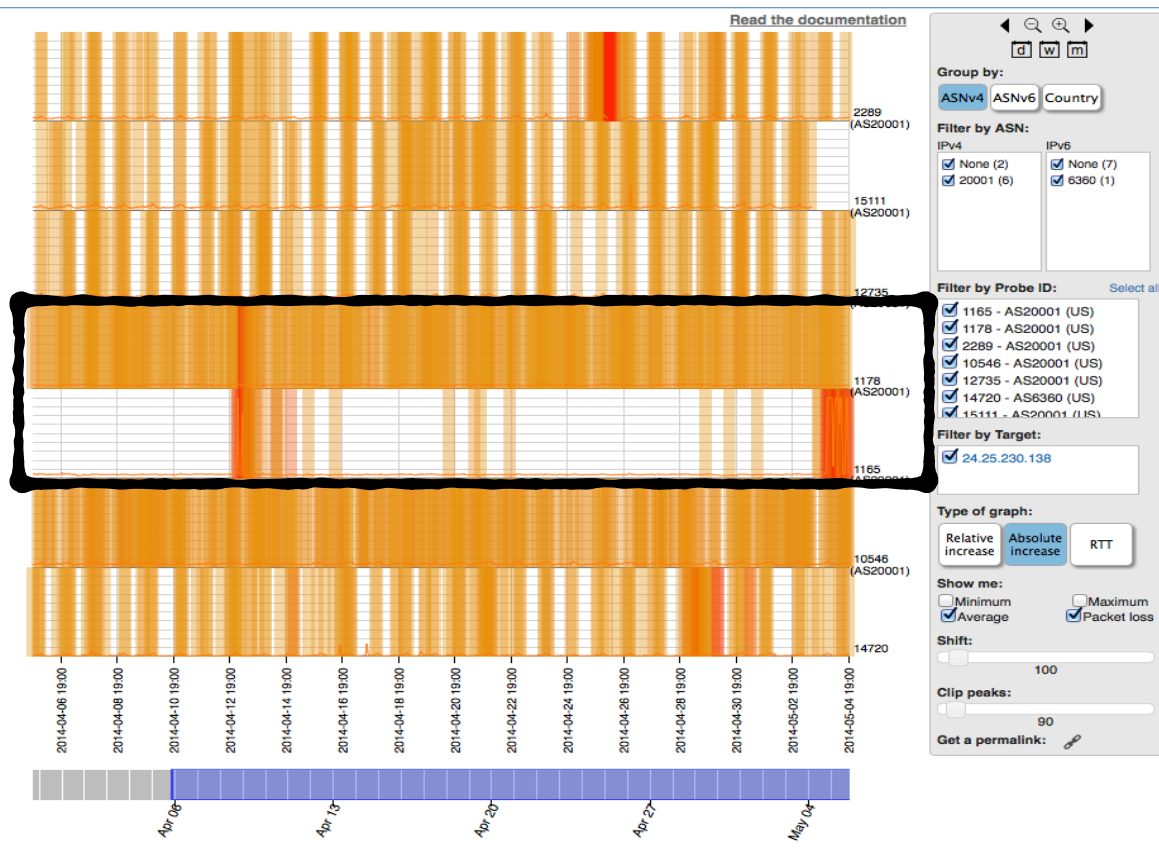 Read the documentation
2289
(AS20001)
15111
(AS20001)
12735
1178
(AS20001)
1165
10546
(AS20001)
14720
2014-04-06 19:00
2014-04-08 19:00
2014-04-10 19:00
2014-04-12 19:00
2014-04-14 19:00
2014-04-16 19:00
2014-04-18 19:00
2014-04-20 19:00
2014-04-22 19:00
2014-04-24 19:00
2014-04-26 19:00
2014-04-28 19:00
2014-04-30 19:00
2014-05-02 19:00
2014-05-04 19:00
Apr 06
Apr 13
Apr 20
Apr 27
May 04
d w m
Group by:
ASNv4 ASNv6 Country
Filter by ASN:
IPv4 IPv6
None (2) None (7)
20001 (6) 6360 (1)
Filter by Probe ID: Select all
1165 - AS20001 (US)
1178 - AS20001 (US)
2289 - AS20001 (US)
10546 - AS20001 (US)
12735 - AS20001 (US)
14720 - AS6360 (US)
15111 - AS20001 (US)
Filter by Target:
24.25.230.138
Type of graph:
Relative increase Absolute increase RTT
Show me:
Minimum Maximum
Average Packet loss
Shift:
100
Clip peaks:
90
Get a permalink: